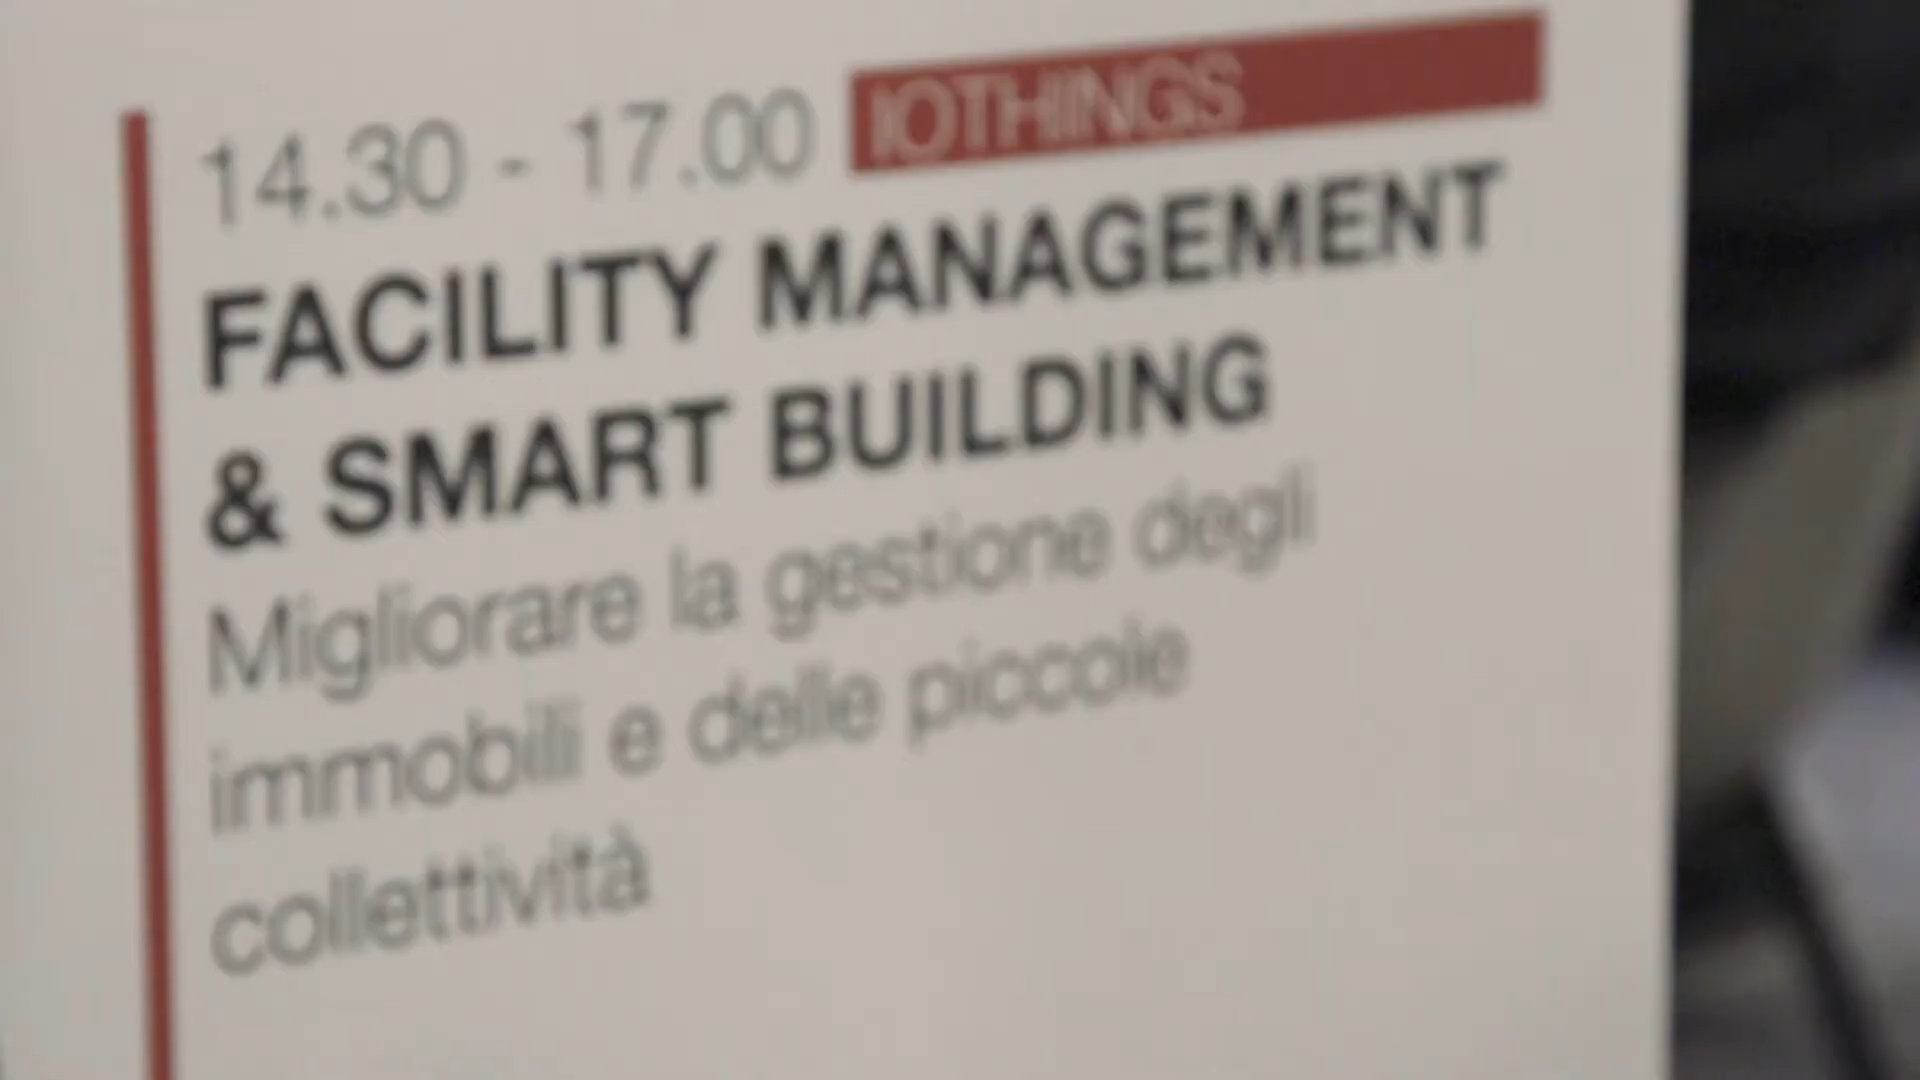 14.30 - 17.00 IOTHINGS
FACILITY MANAGEMENT
& SMART BUILDING
Migliorare la gestione degli
immobili e delle piccole
collettività